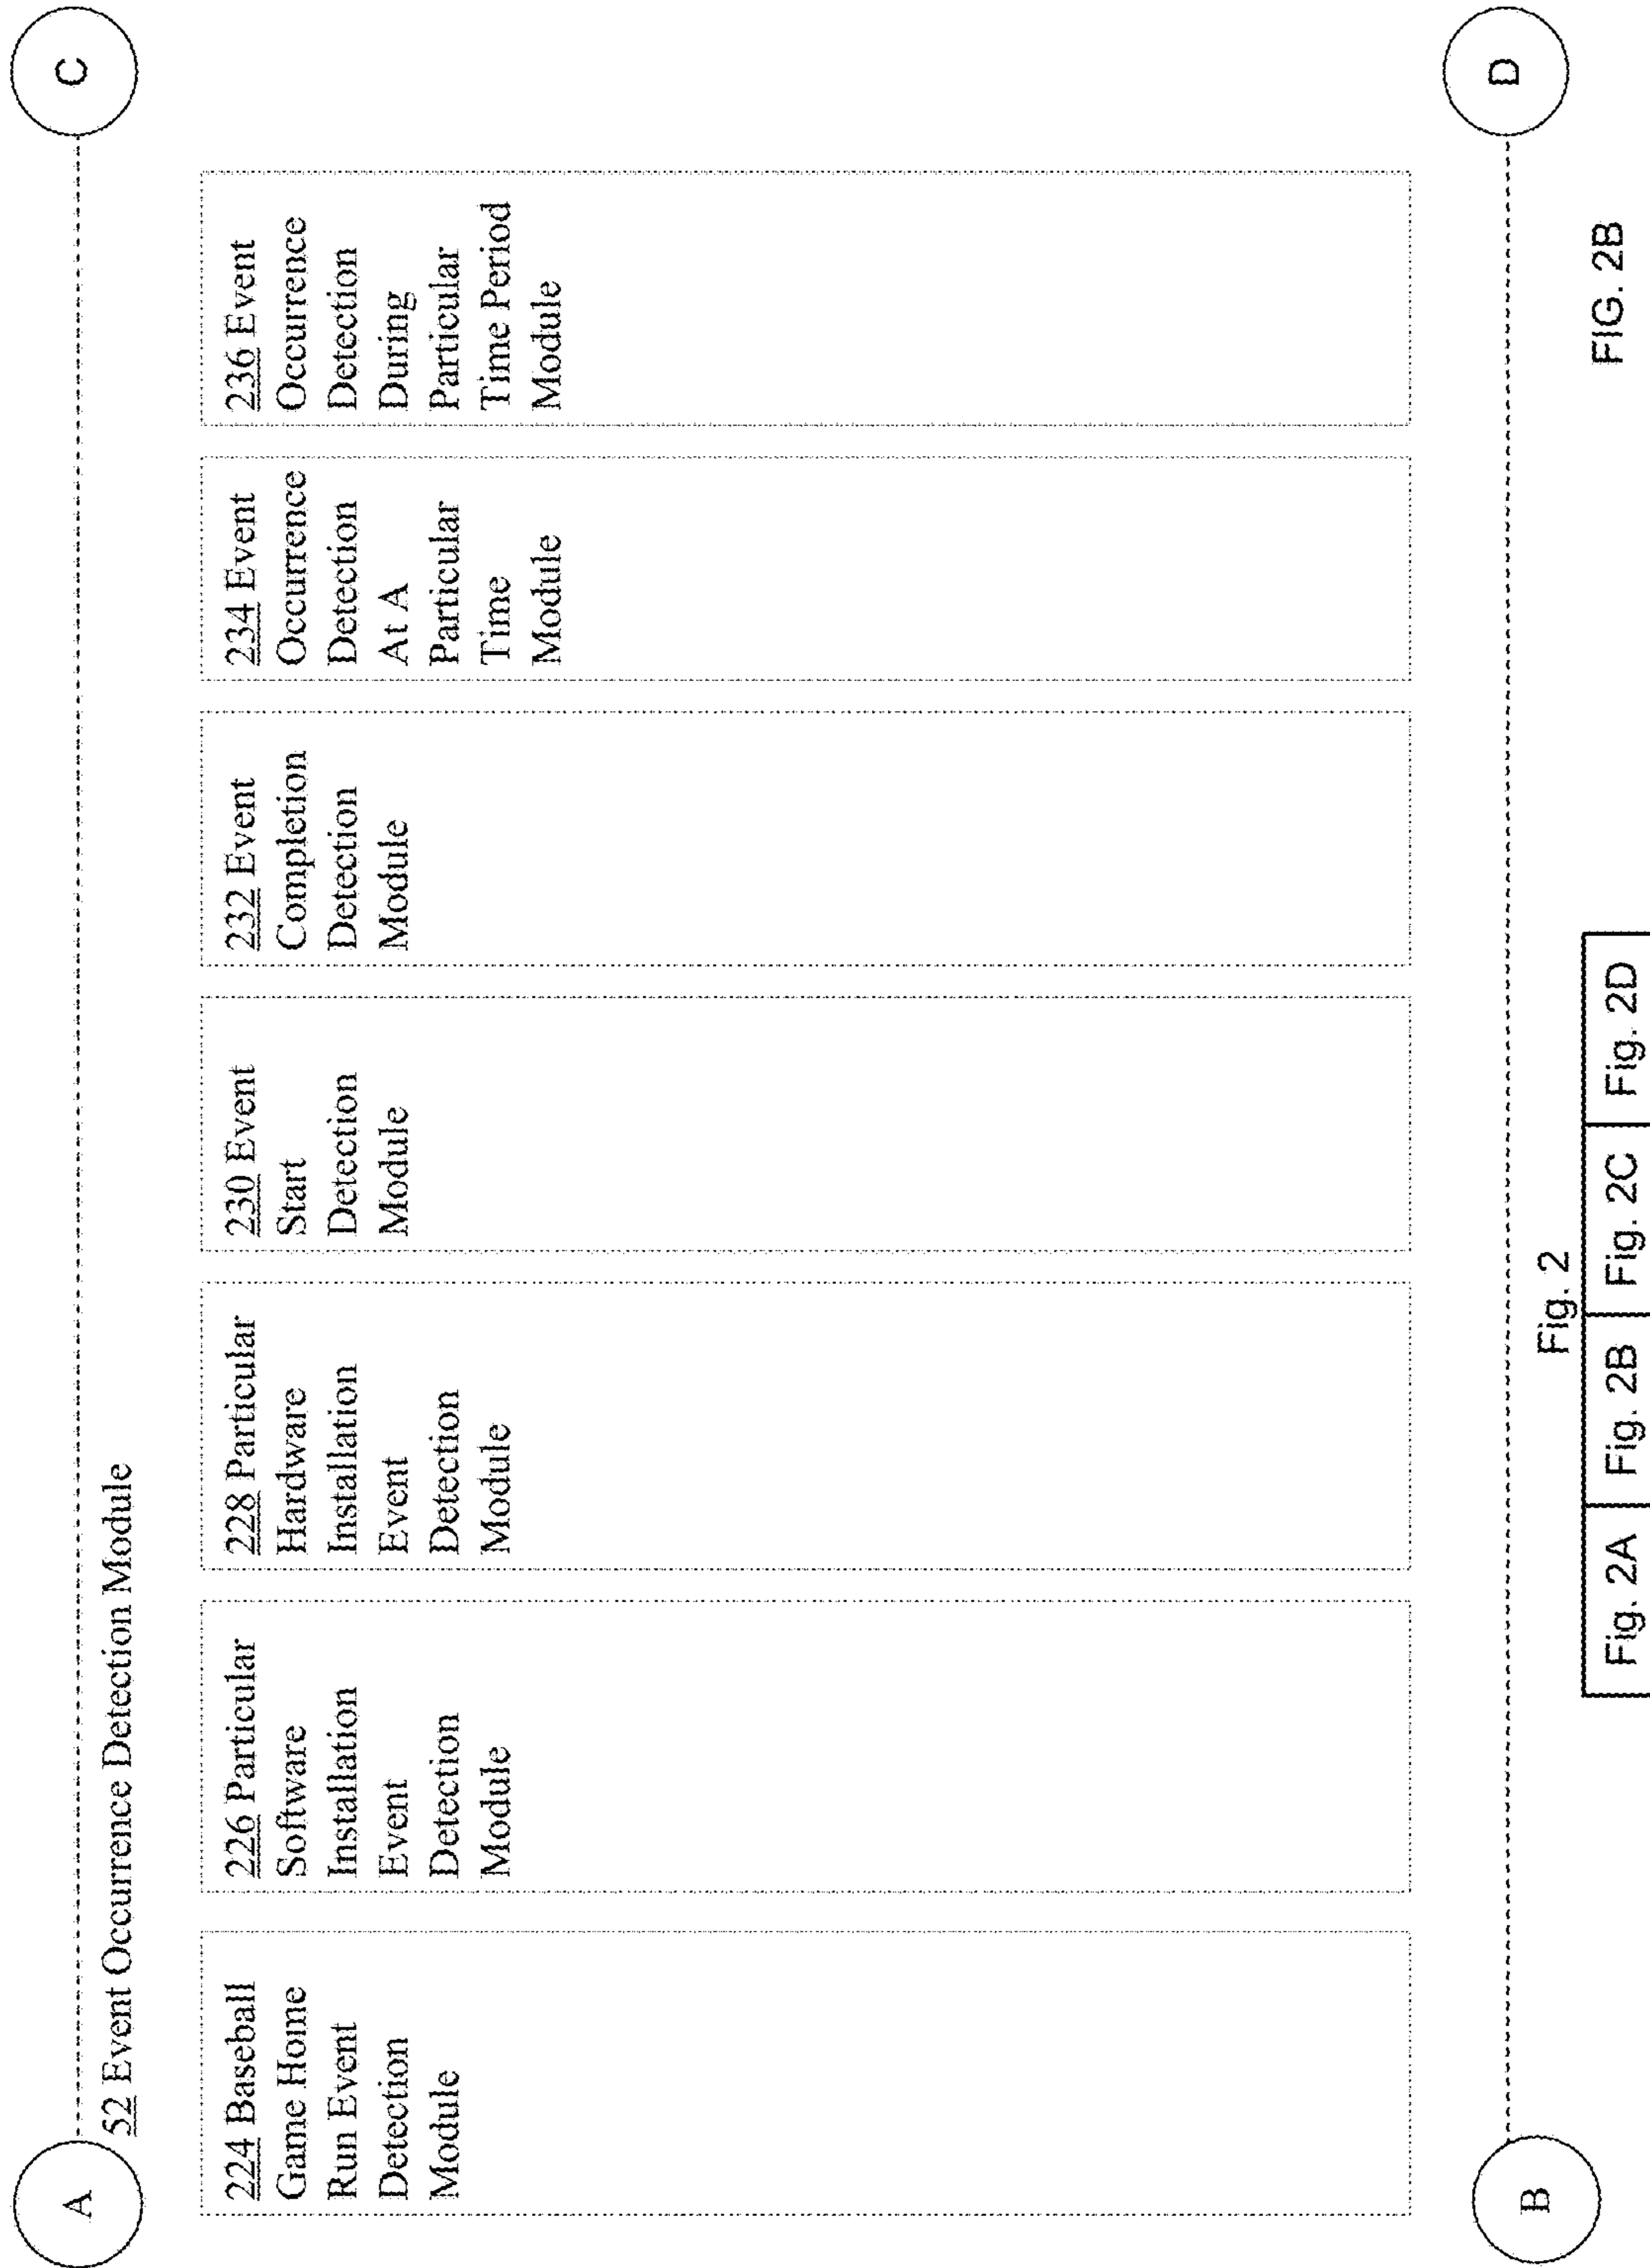 A
C
52 Event Occurrence Detection Module
224 Baseball
Game Home
Run Event
Detection
Module
226 Particular
Software
Installation
Event
Detection
Module
228 Particular
Hardware
Installation
Event
Detection
Module
230 Event
Start
Detection
Module
232 Event
Completion
Detection
Module
234 Event
Occurrence
Detection
At A
Particular
Time
Module
236 Event
Occurrence
Detection
During
Particular
Time Period
Module
B
D
Fig. 2
Fig. 2A Fig. 2B Fig. 2C Fig. 2D
FIG. 2B